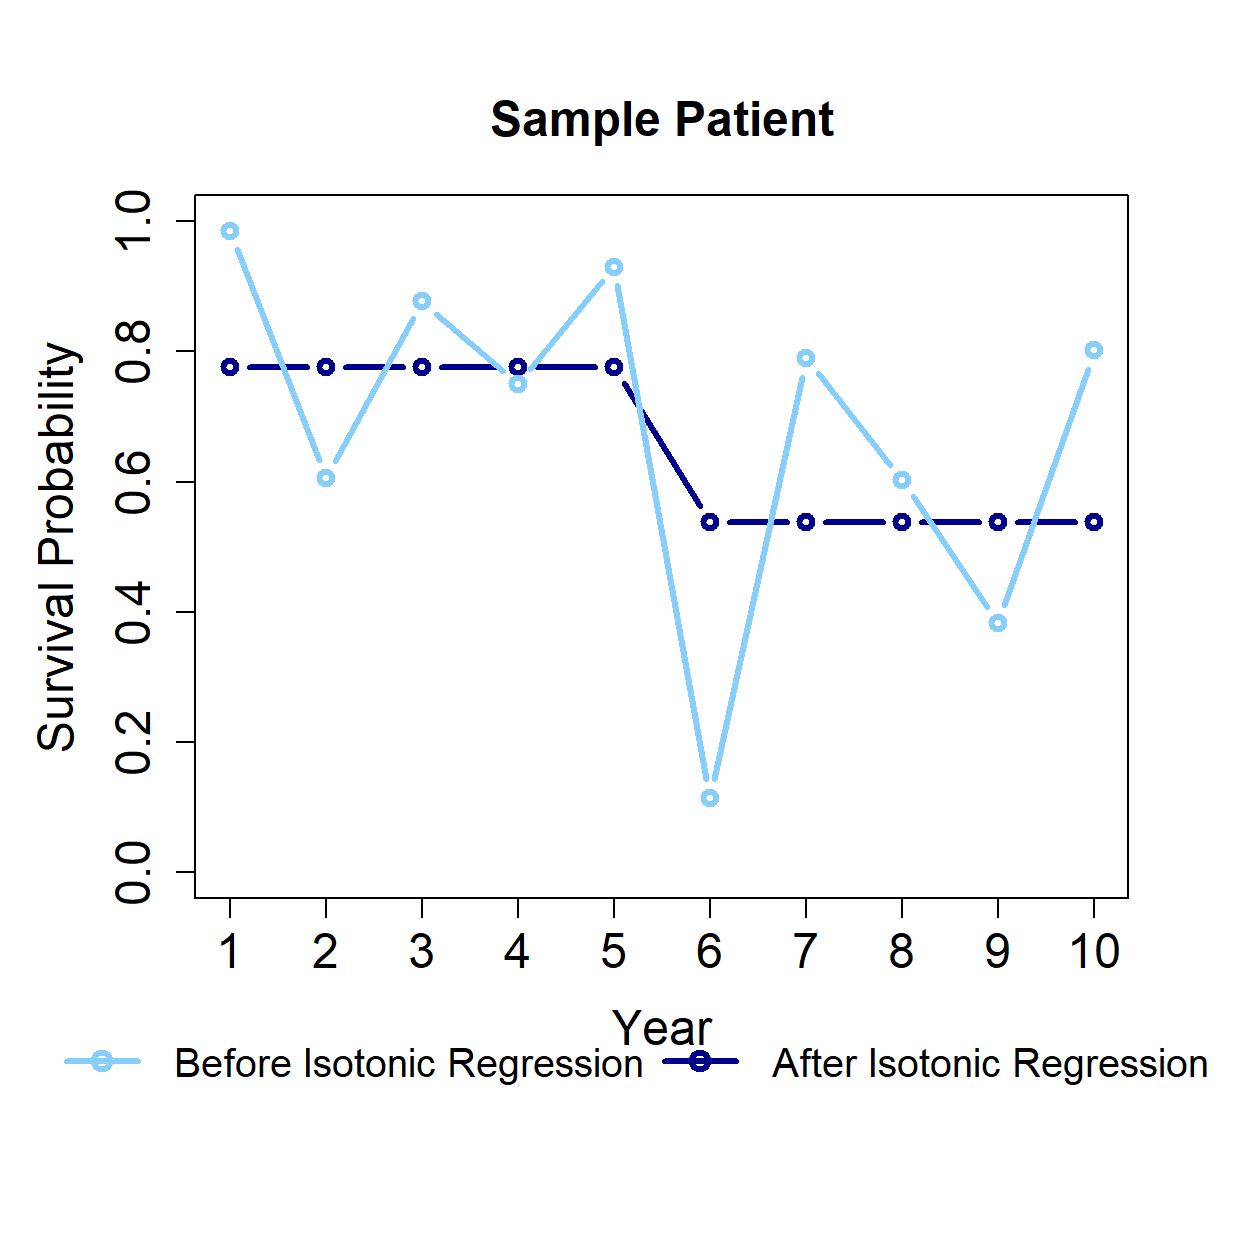 Sample Patient
Survival Probability
1.0
0.8
0.6
0.4
0.2
0.0
1 2 3 4 5 6 7 8 9 10
Year
Before Isotonic Regression After Isotonic Regression